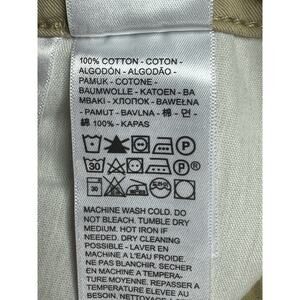 100% COTTON - COTON -
ALGODÓN - ALGODÃO -
PAMUK - COTONE -
BAUMWOLLE - KATOEN - BA
MBAKI - ХЛОПОК - BAWEŁNA
- PAMUT - BAVLNA - 棉 - 면 -
綿 100% - KAPAS
P
30 P®
30
MACHINE WASH COLD. DO
NOT BLEACH. TUMBLE DRY
MEDIUM. HOT IRON IF
NEEDED. DRY CLEANING
POSSIBLE - LAVER EN
MACHINE A L'EAU FROIDE.
NE PAS BLANCHIR. SECHER
EN MACHINE A TEMPERA-
TURE MOYENNE. REPASSER A
TEMPERATURE ELEVEE AU
BESOIN. NETTOYAGE A